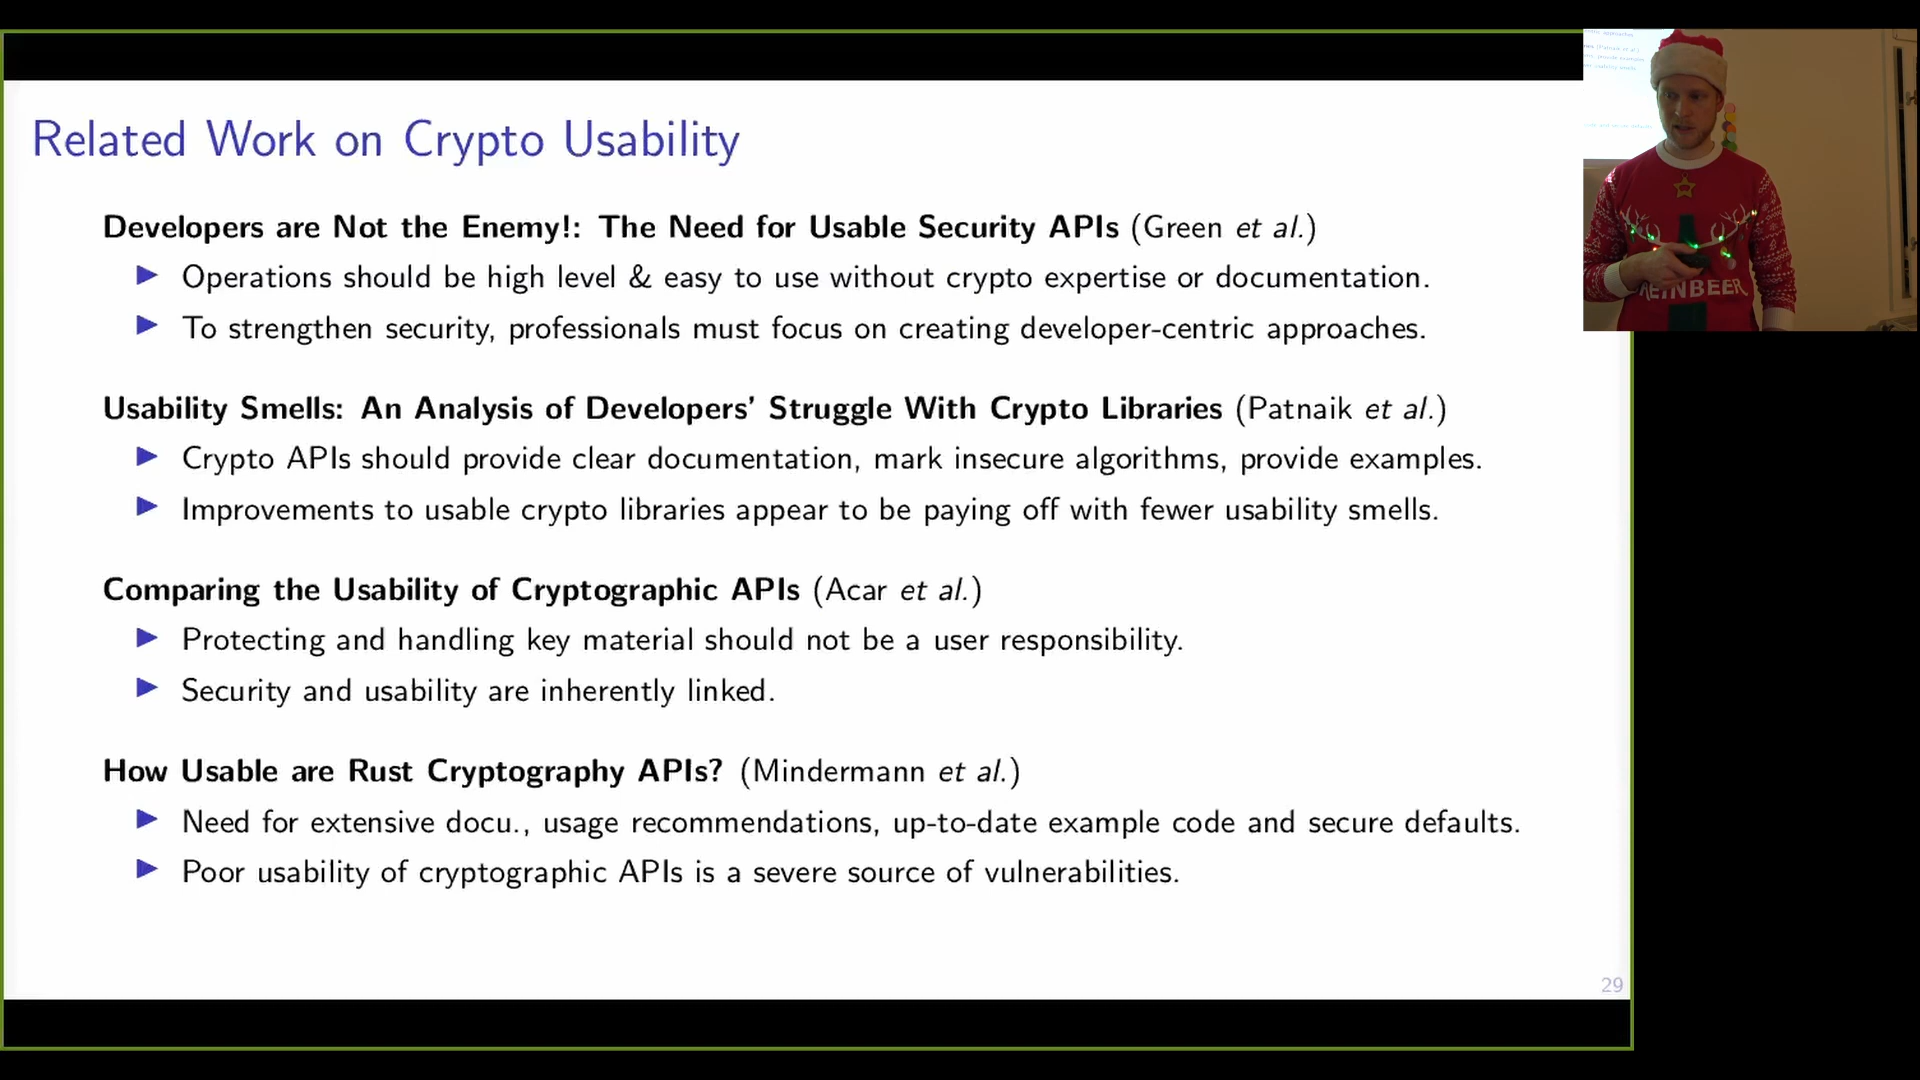 Related Work on Crypto Usability
Developers are Not the Enemy!: The Need for Usable Security APIs (Green et al.)
▶ Operations should be high level & easy to use without crypto expertise or documentation.
▶ To strengthen security, professionals must focus on creating developer-centric approaches.
Usability Smells: An Analysis of Developers' Struggle With Crypto Libraries (Patnaik et al.)
▶ Crypto APIs should provide clear documentation, mark insecure algorithms, provide examples.
▶ Improvements to usable crypto libraries appear to be paying off with fewer usability smells.
Comparing the Usability of Cryptographic APIs (Acar et al.)
▶ Protecting and handling key material should not be a user responsibility.
▶ Security and usability are inherently linked.
How Usable are Rust Cryptography APIs? (Mindermann et al.)
▶ Need for extensive docu., usage recommendations, up-to-date example code and secure defaults.
▶ Poor usability of cryptographic APIs is a severe source of vulnerabilities.
29
REINBEER